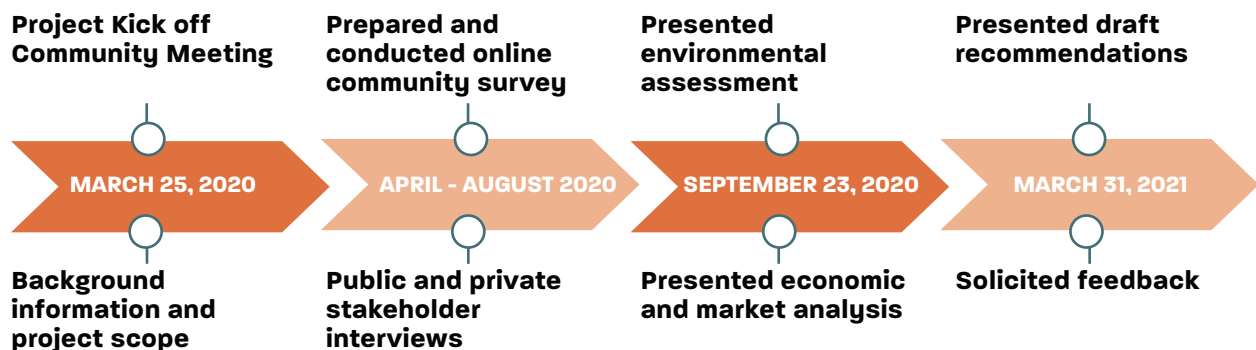 Project Kick off
Community Meeting
Prepared and
conducted online
community survey
Presented
environmental
assessment
Presented draft
recommendations
MARCH 25, 2020
APRIL - AUGUST 2020
SEPTEMBER 23, 2020
MARCH 31, 2021
Background
information and
project scope
Public and private
stakeholder
interviews
Presented economic
and market analysis
Solicited feedback